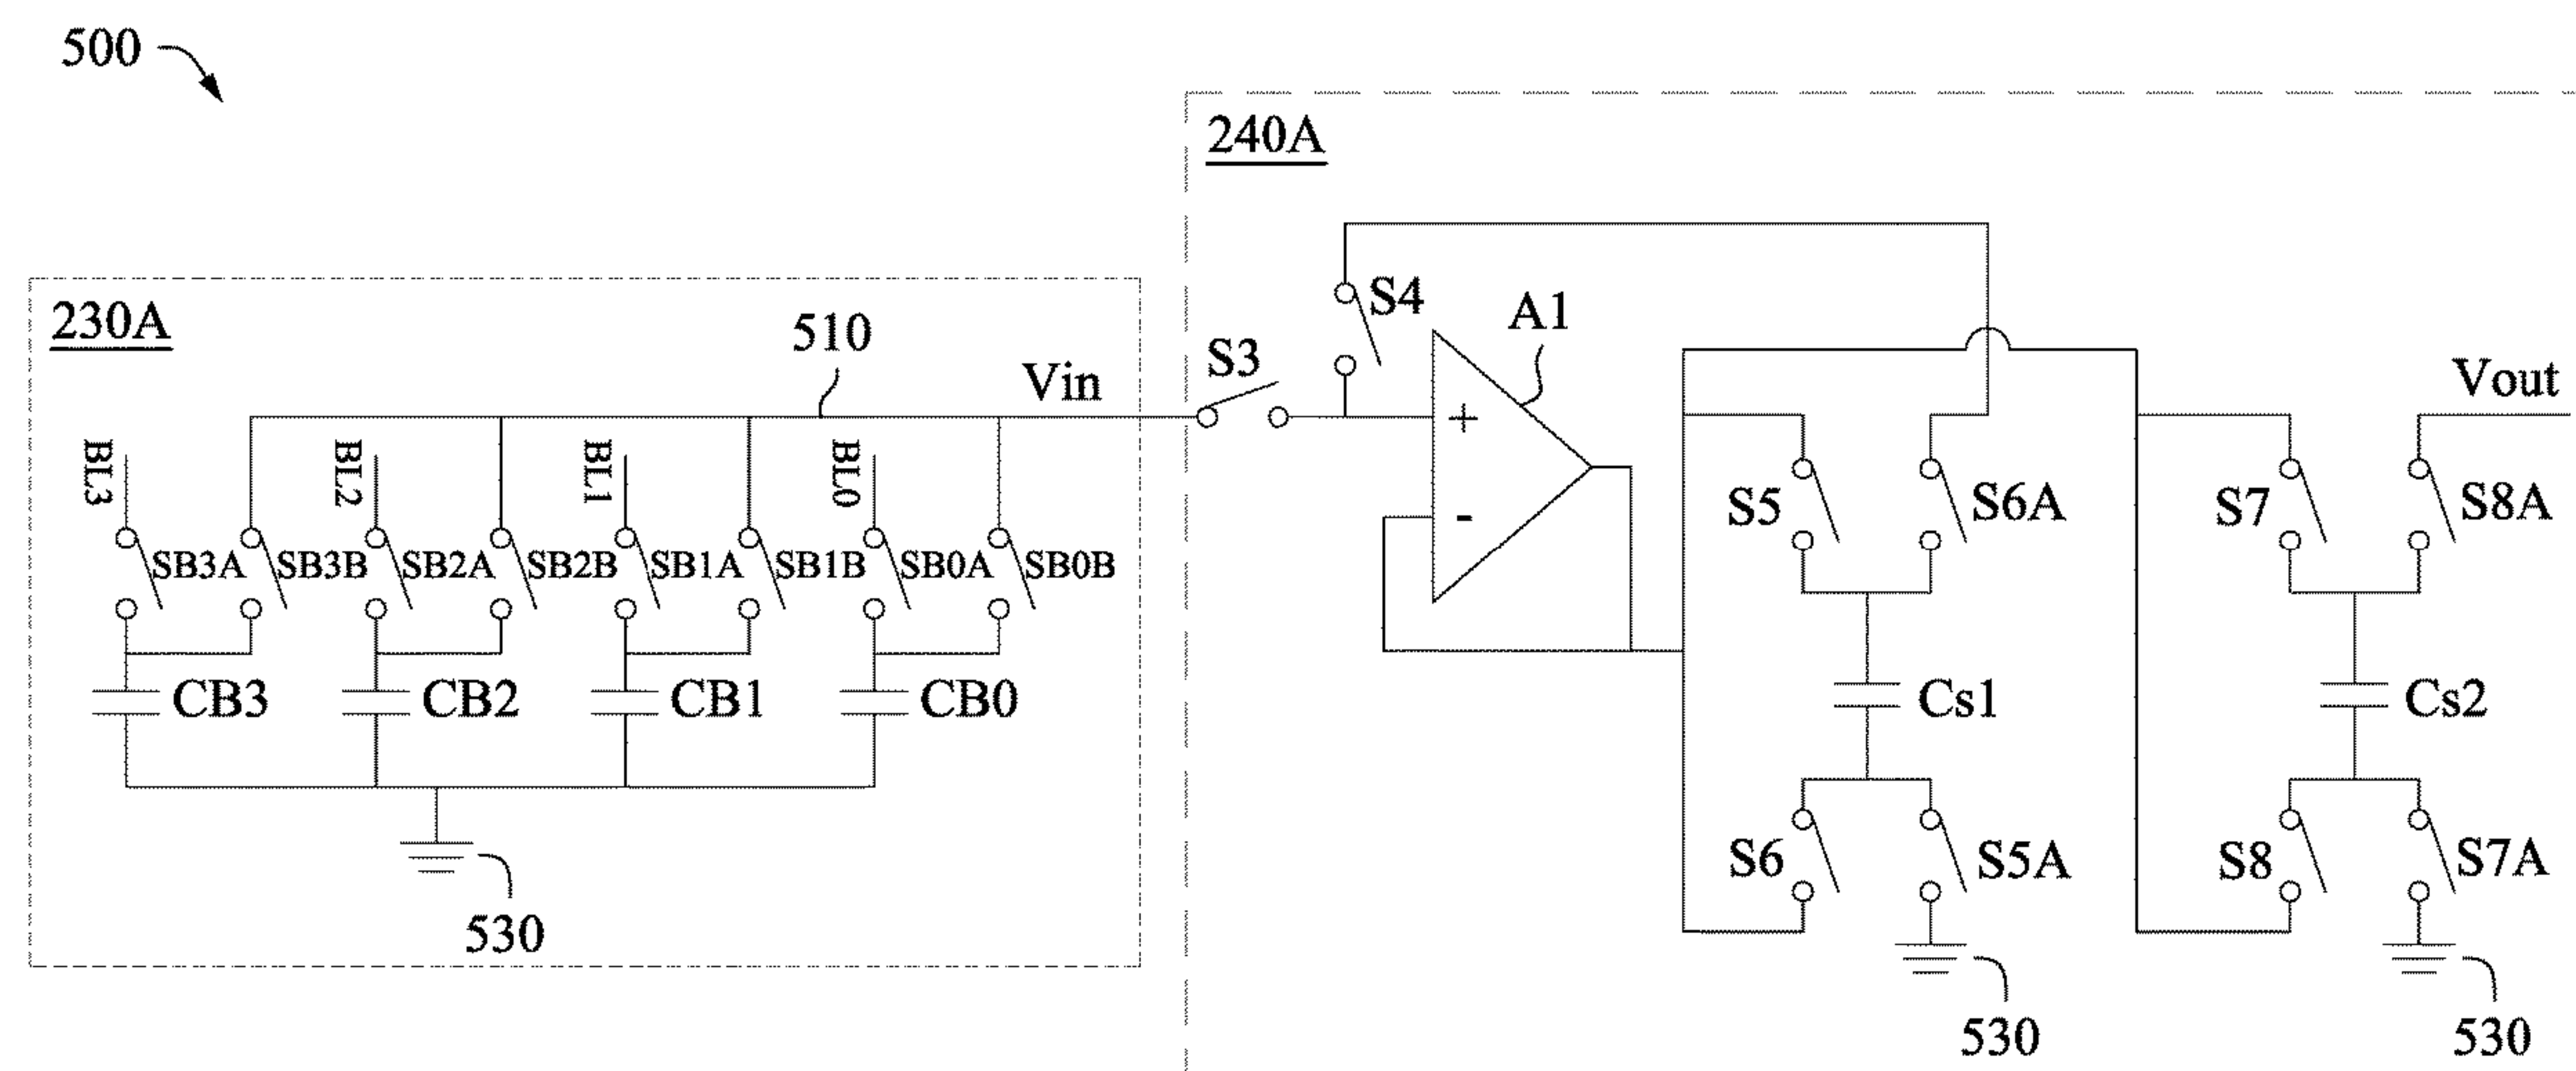 500
240A
230A
510
Vin
S3
S4
A1
Vout
+
-
BL3
BL2
BL1
BL0
SB3A
SB3B
SB2A
SB2B
SB1A
SB1B
SB0A
SB0B
S5
S6A
S7
S8A
CB3
CB2
CB1
CB0
Cs1
Cs2
S6
S5A
S8
S7A
530
530
530